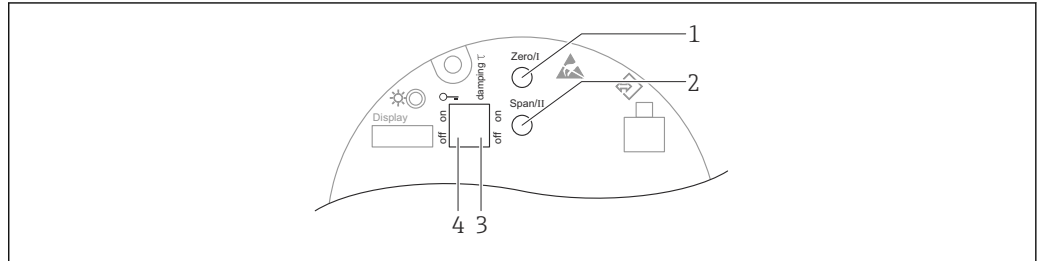 Zero/I
1
damping τ
Span/II
2
Display
on
off
on
off
4
3